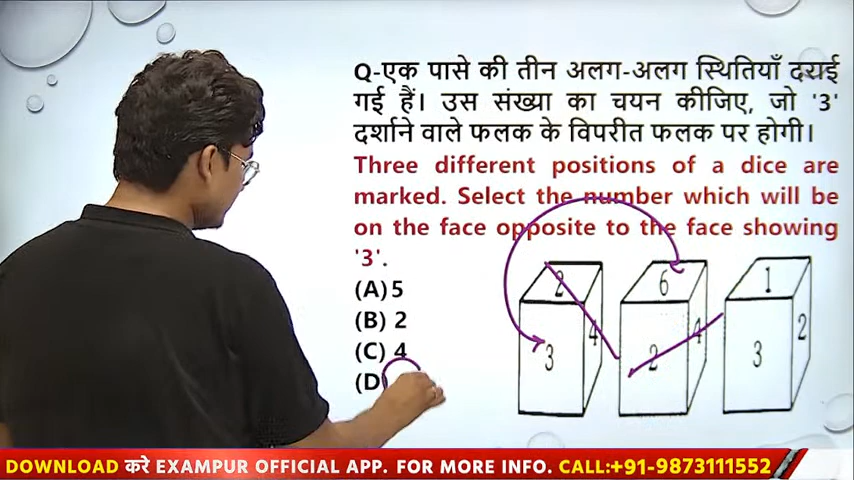 Q-एक पासे की तीन अलग-अलग स्थितियाँ दराई
गई हैं। उस संख्या का चयन कीजिए, जो '3'
दर्शाने वाले फलक के विपरीत फलक पर होगी।
Three different positions of a dice are
marked. Select the number which will be
on the face opposite to the face showing
'3'.
(A) 5
(B) 2
(C) 4
(D
2 4 3
6 4 2
1 2 3
DOWNLOAD करे EXAMPUR OFFICIAL APP. FOR MORE INFO. CALL:+91-9873111552